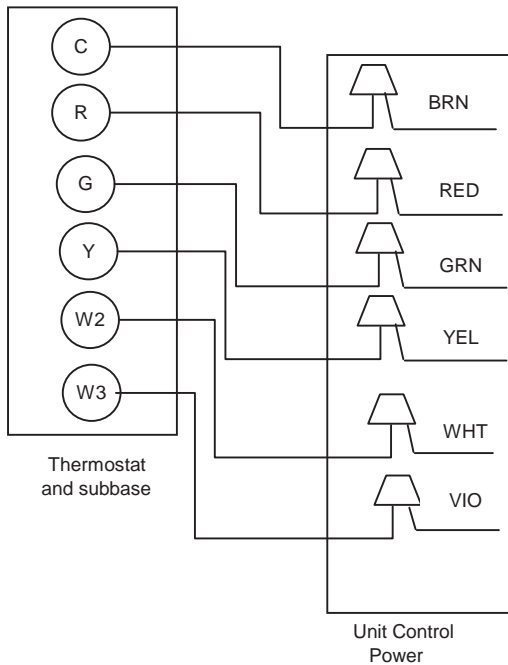 C
R
G
Y
W2
W3
Thermostat
and subbase
BRN
RED
GRN
YEL
WHT
VIO
Unit Control
Power